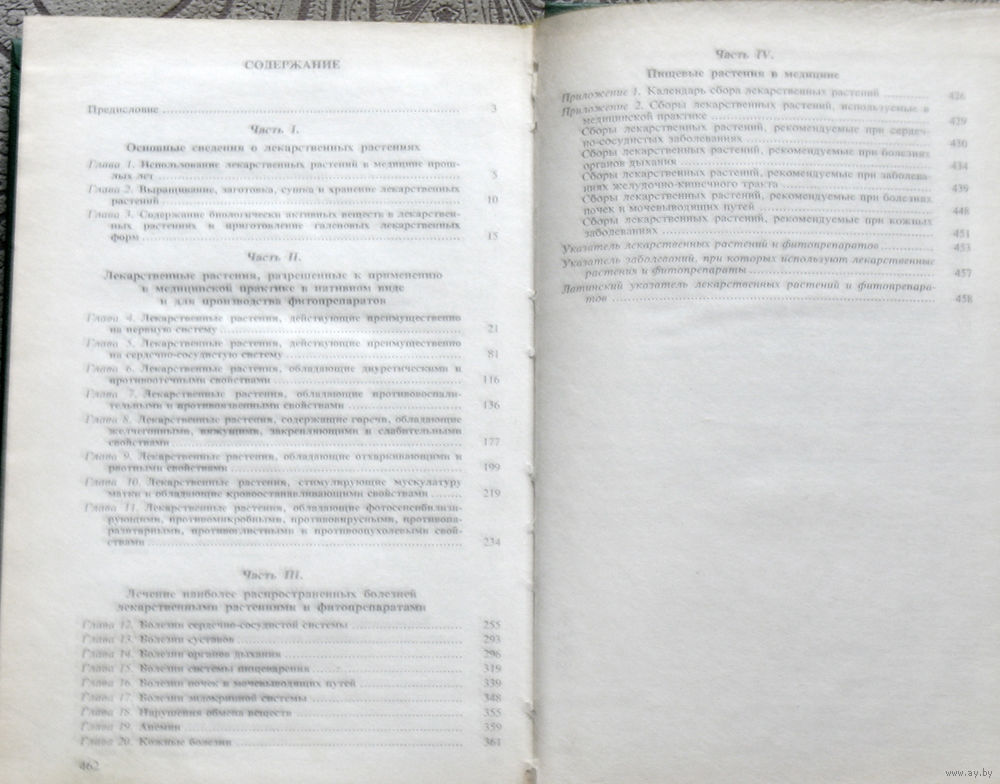 СОДЕРЖАНИЕ
Предисловие 3
Часть I.
Основные сведения о лекарственных растениях
Глава 1. Использование лекарственных растений в медицине прош-
лых лет 5
Глава 2. Выращивание, заготовка, сушка и хранение лекарственных
растений 10
Глава 3. Содержание биологически активных веществ в лекарствен-
ных растениях и приготовление галеновых лекарственных
форм 15
Часть II.
Лекарственные растения, разрешенные к применению
в медицинской практике в нативном виде
и для производства фитопрепаратов
Глава 4. Лекарственные растения, действующие преимущественно
на нервную систему 21
Глава 5. Лекарственные растения, действующие преимущественно
на сердечно-сосудистую систему 81
Глава 6. Лекарственные растения, обладающие диуретическими и
противоотечными свойствами 116
Глава 7. Лекарственные растения, обладающие противовоспали-
тельными и противоязвенными свойствами 136
Глава 8. Лекарственные растения, содержащие горечи, обладающие
желчегонными, вяжущими, закрепляющими и слабительными
свойствами 177
Глава 9. Лекарственные растения, обладающие отхаркивающими и
рвотными свойствами 199
Глава 10. Лекарственные растения, стимулирующие мускулатуру
матки и обладающие кровоостанавливающими свойствами 219
Глава 11. Лекарственные растения, обладающие фотосенсибилизи-
рующими, противомикробными, противовирусными, противопа-
разитарными, противоглистными и противоопухолевыми свой-
ствами 234
Часть III.
Лечение наиболее распространенных болезней
лекарственными растениями и фитопрепаратами
Глава 12. Болезни сердечно-сосудистой системы 255
Глава 13. Болезни суставов 293
Глава 14. Болезни органов дыхания 296
Глава 15. Болезни системы пищеварения 319
Глава 16. Болезни почек и мочевыводящих путей 339
Глава 17. Болезни эндокринной системы 348
Глава 18. Нарушения обмена веществ 355
Глава 19. Анемии 359
Глава 20. Кожные болезни 361
462
Часть IV.
Пищевые растения в медицине
Приложение 1. Календарь сбора лекарственных растений 426
Приложение 2. Сборы лекарственных растений, используемые в
медицинской практике 429
Сборы лекарственных растений, рекомендуемые при сердеч-
но-сосудистых заболеваниях 430
Сборы лекарственных растений, рекомендуемые при болезнях
органов дыхания 434
Сборы лекарственных растений, рекомендуемые при заболева-
ниях желудочно-кишечного тракта 439
Сборы лекарственных растений, рекомендуемые при болезнях
почек и мочевыводящих путей 448
Сборы лекарственных растений, рекомендуемые при кожных
заболеваниях 451
Указатель лекарственных растений и фитопрепаратов 453
Указатель заболеваний, при которых используют лекарственные
растения и фитопрепараты 457
Латинский указатель лекарственных растений и фитопрепара-
тов 458
www.ay.by